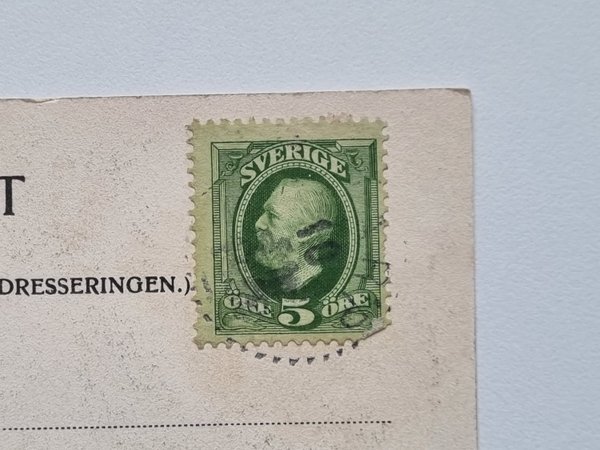 SVERIGE
T
DRESSERINGEN.)
ÖRE 5 ÖRE